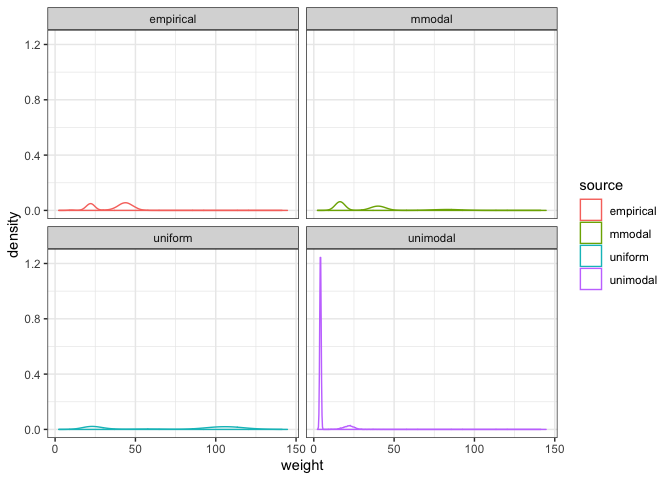 empirical
mmodal
1.2
0.8
0.4
0.0
uniform
unimodal
1.2
0.8
0.4
0.0
0
50
100
150
0
50
100
150
weight
density
source
empirical
mmodal
uniform
unimodal